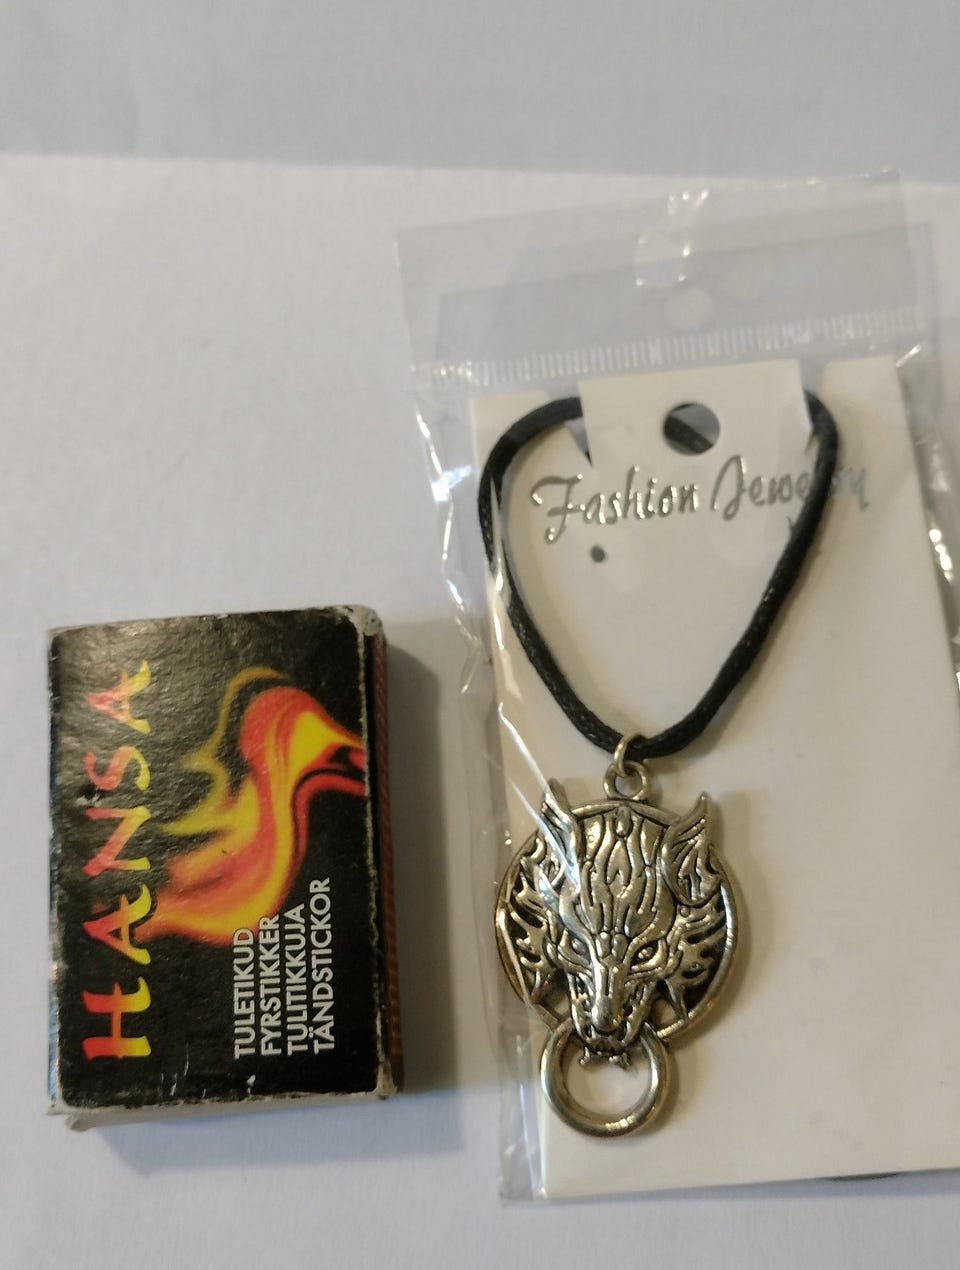 HANSA
TULETIKUD
FYRSTIKKER
TULITIKKUJA
TÄNDSTICKOR
Fashion Jewelry